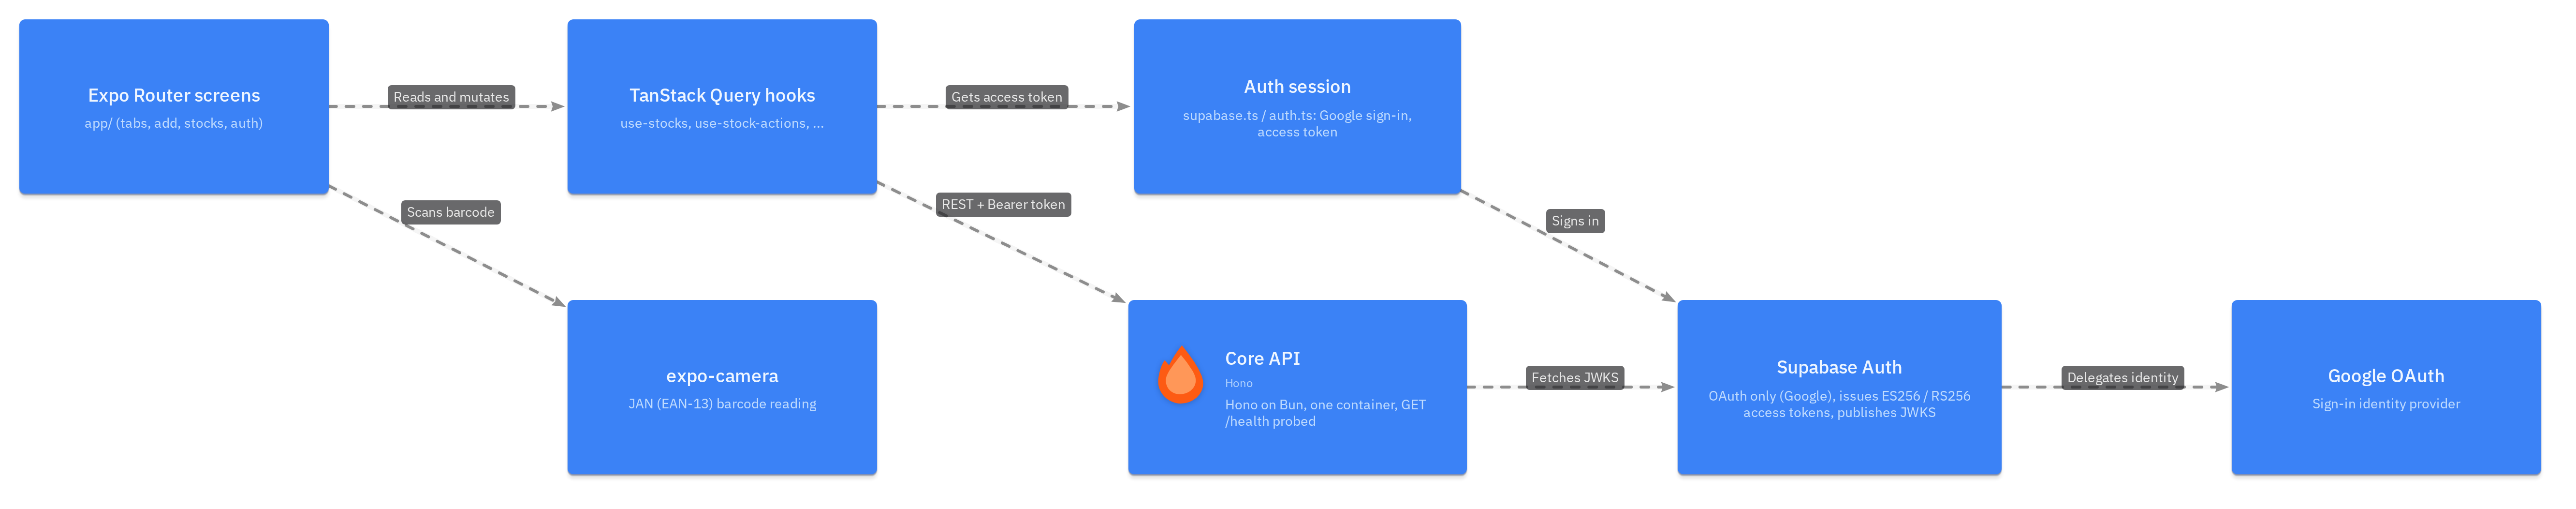 Expo Router screens
app/ (tabs, add, stocks, auth)
Reads and mutates
TanStack Query hooks
use-stocks, use-stock-actions, ...
Gets access token
Auth session
supabase.ts / auth.ts: Google sign-in,
access token
Scans barcode
REST + Bearer token
Signs in
expo-camera
JAN (EAN-13) barcode reading
Core API
Hono
Hono on Bun, one container, GET
/health probed
Fetches JWKS
Supabase Auth
OAuth only (Google), issues ES256 / RS256
access tokens, publishes JWKS
Delegates identity
Google OAuth
Sign-in identity provider